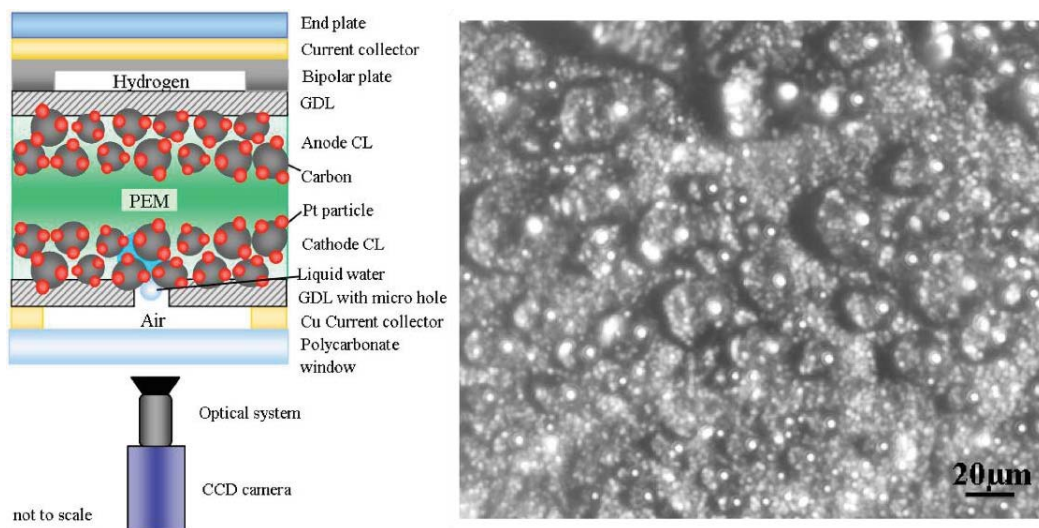 End plate
Current collector
Bipolar plate
Hydrogen
GDL
Anode CL
Carbon
PEM
Pt particle
Cathode CL
Liquid water
GDL with micro hole
Air
Cu Current collector
Polycarbonate
window
Optical system
CCD camera
not to scale
20μm